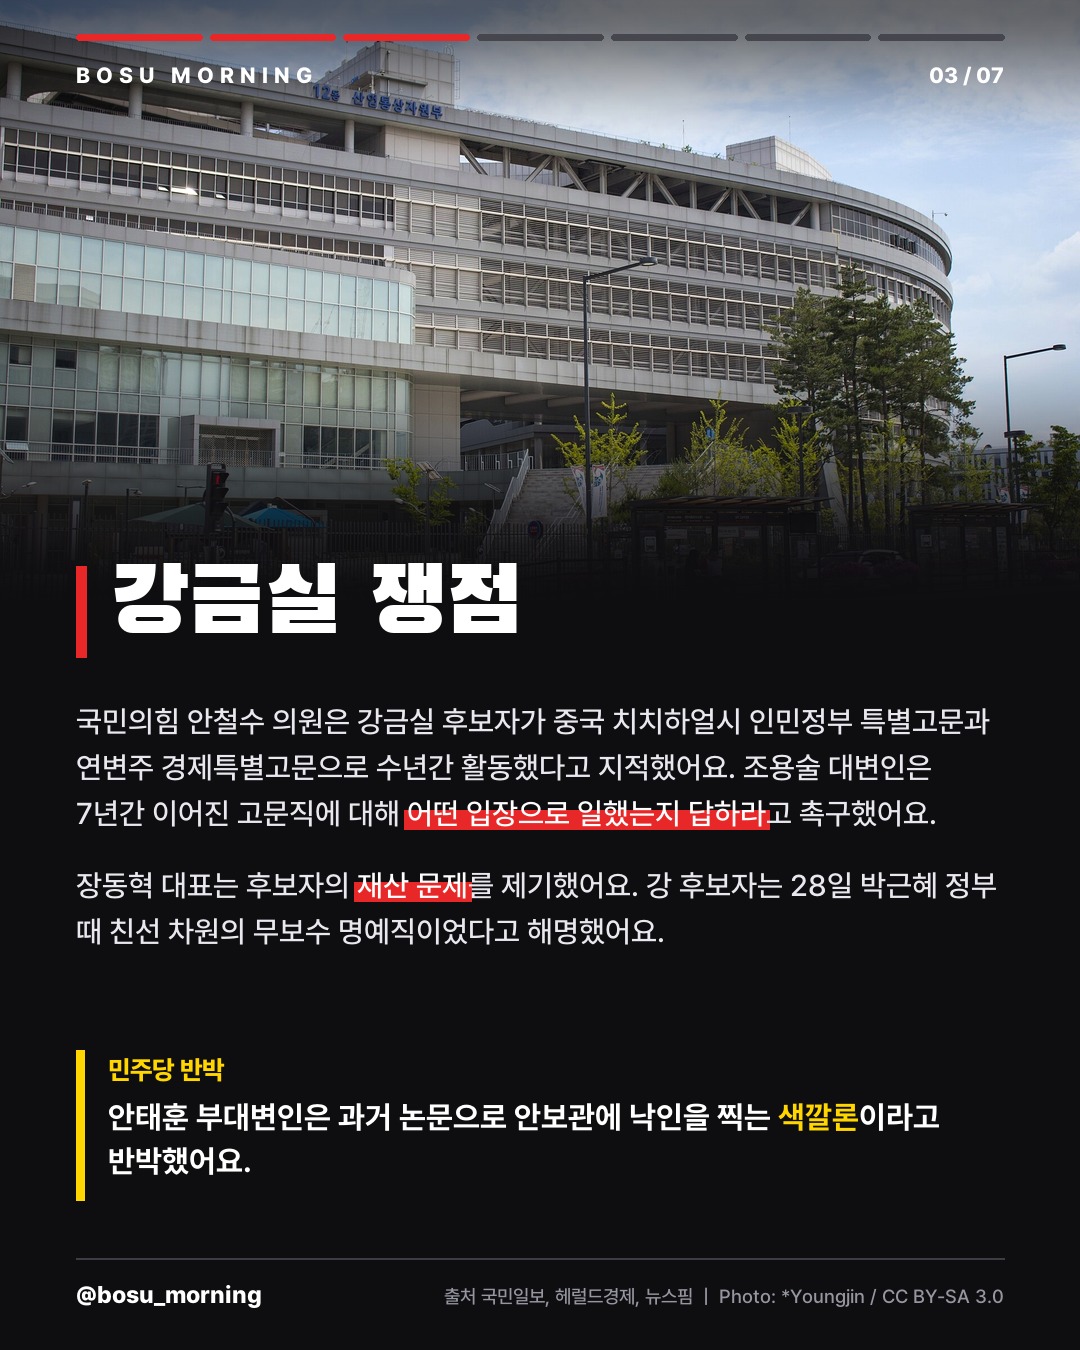 BOSU MORNING
03 / 07
12동 산업통상자원부
강금실 쟁점
국민의힘 안철수 의원은 강금실 후보자가 중국 치치하얼시 인민정부 특별고문과
연변주 경제특별고문으로 수년간 활동했다고 지적했어요. 조용술 대변인은
7년간 이어진 고문직에 대해 어떤 입장으로 일했는지 답하라고 촉구했어요.
장동혁 대표는 후보자의 재산 문제를 제기했어요. 강 후보자는 28일 박근혜 정부
때 친선 차원의 무보수 명예직이었다고 해명했어요.
민주당 반박
안태훈 부대변인은 과거 논문으로 안보관에 낙인을 찍는 색깔론이라고
반박했어요.
@bosu_morning
출처 국민일보, 헤럴드경제, 뉴스핌 | Photo: *Youngjin / CC BY-SA 3.0